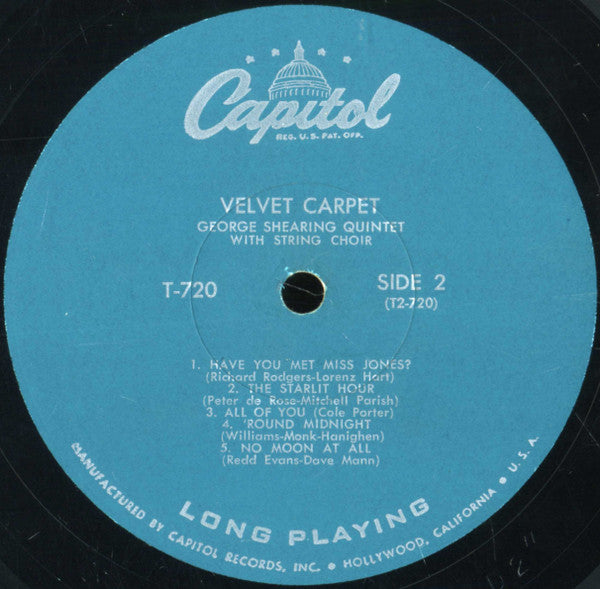 Capitol
REG. U.S. PAT. OFF.
VELVET CARPET
GEORGE SHEARING QUINTET
WITH STRING CHOIR
T-720
SIDE 2
(T2-720)
1. HAVE YOU MET MISS JONES?
(Richard Rodgers-Lorenz Hart)
2. THE STARLIT HOUR
(Peter de Rose-Mitchell Parish)
3. ALL OF YOU (Cole Porter)
4. 'ROUND MIDNIGHT
(Williams-Monk-Hanighen)
5. NO MOON AT ALL
(Redd Evans-Dave Mann)
LONG PLAYING
MANUFACTURED BY CAPITOL RECORDS, INC. • HOLLYWOOD, CALIFORNIA • U.S.A.